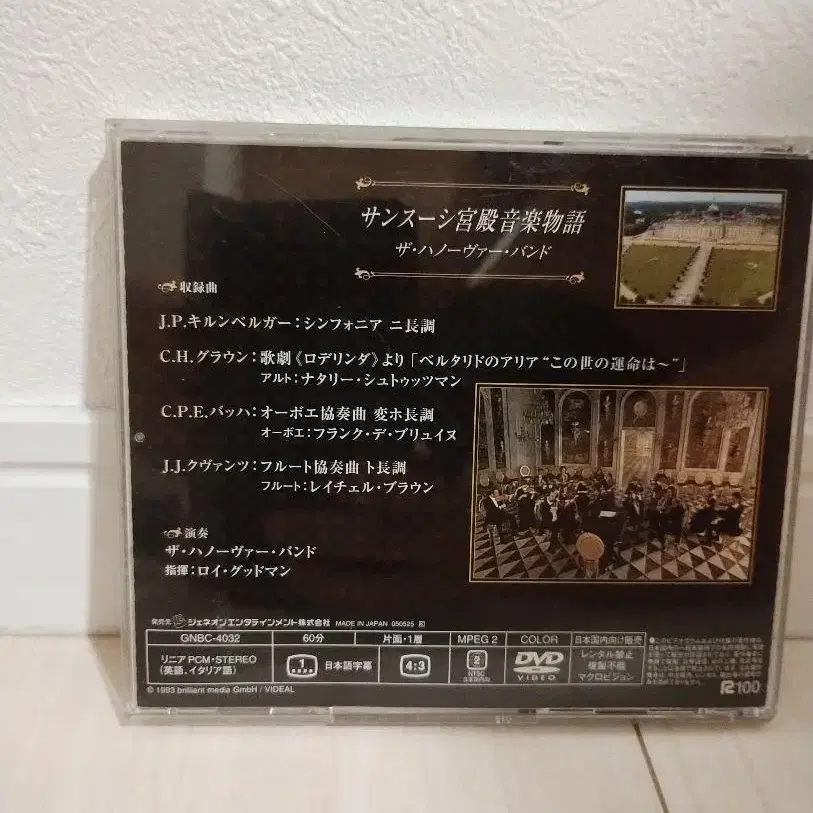 サンスーシ宮殿音楽物語
ザ・ハノーヴァー・バンド
収録曲
J.P.キルンベルガー：シンフォニア ニ長調
C.H.グラウン：歌劇《ロデリンダ》より「ベルタリドのアリア“この世の運命は～”」
アルト：ナタリー・シュトゥッツマン
C.P.E.バッハ：オーボエ協奏曲 変ホ長調
オーボエ：フランク・デ・ブリュイヌ
J.J.クヴァンツ：フルート協奏曲 ト長調
フルート：レイチェル・ブラウン
演奏
ザ・ハノーヴァー・バンド
指揮：ロイ・グッドマン
発売元 ジェネオンエンタテインメント株式会社 MADE IN JAPAN 050525
GNBC-4032 60分 片面・1層 MPEG 2 COLOR 日本国内向け販売
リニアPCM・STEREO
(英語、イタリア語)
1 日本語字幕
4:3
2
NTSC
日本国内向
DVD
VIDEO
レンタル禁止
複製不能
マクロビジョン
R100
© 1993 brilliant media GmbH / VIDEAL